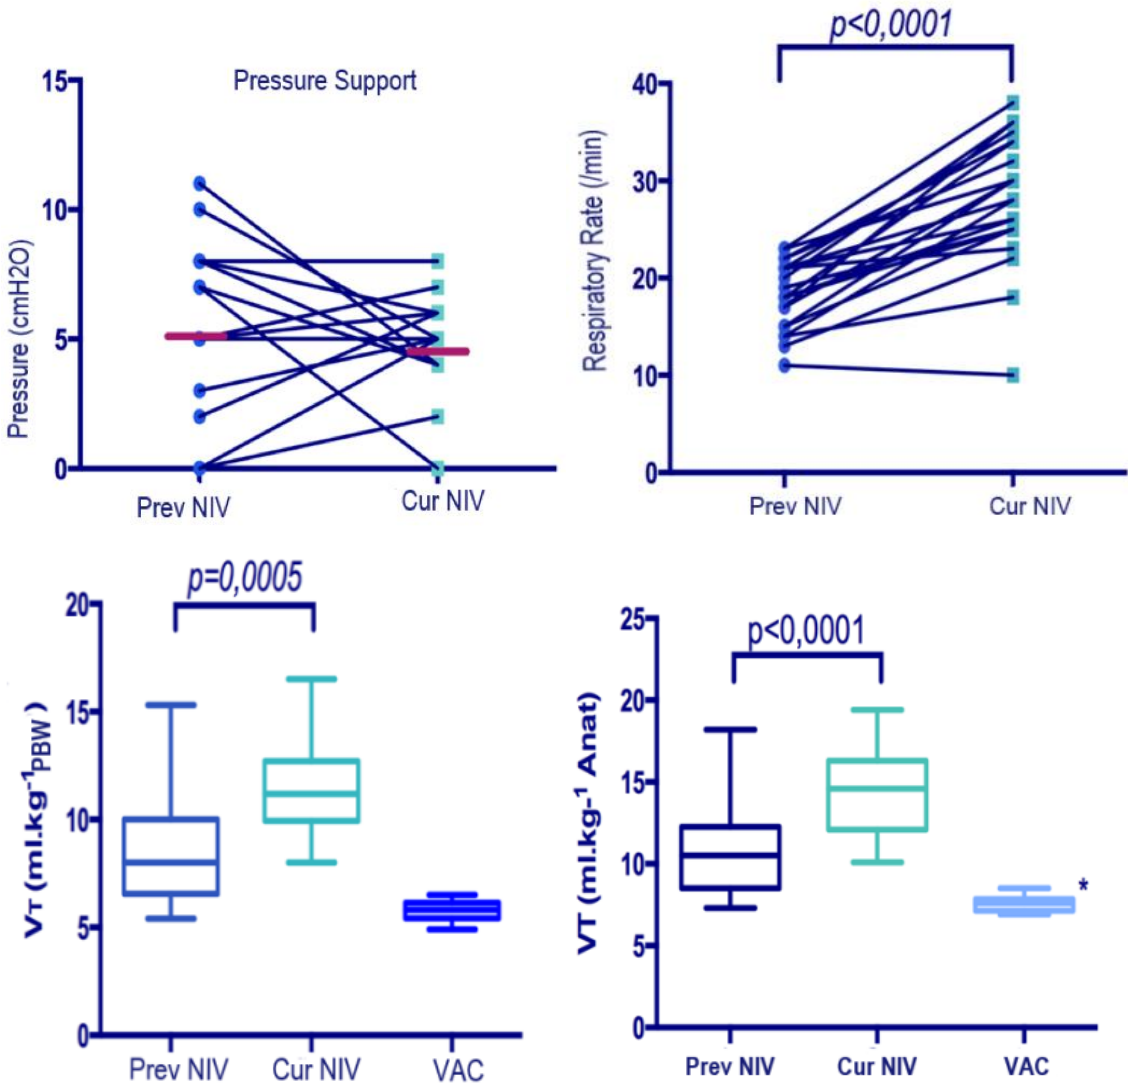 Pressure Support
15
10
5
0
Pressure (cmH2O)
Prev NIV
Cur NIV
p<0,0001
40
30
20
10
0
Respiratory Rate (/min)
Prev NIV
Cur NIV
p=0,0005
20
15
10
5
0
VT (ml.kg-1PBW)
Prev NIV
Cur NIV
VAC
p<0,0001
25
20
15
10
5
0
VT (ml.kg-1 Anat)
*
Prev NIV
Cur NIV
VAC